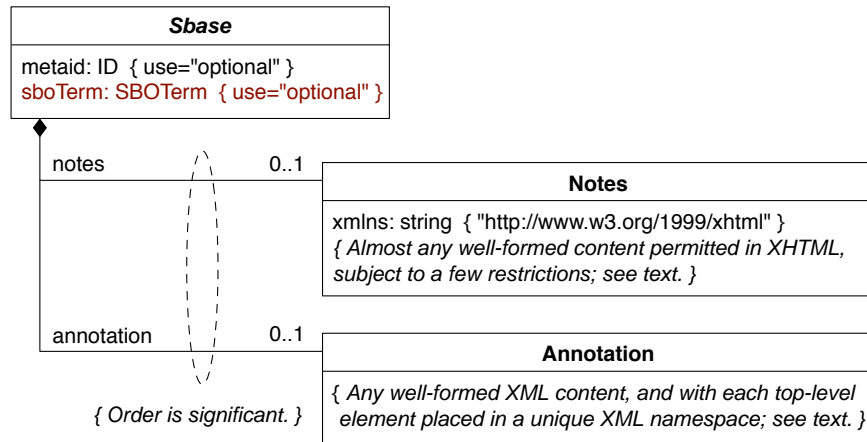 Sbase
metaid: ID { use="optional" }
sboTerm: SBOTerm { use="optional" }
notes
0..1
Notes
xmlns: string { "http://www.w3.org/1999/xhtml" }
{ Almost any well-formed content permitted in XHTML,
subject to a few restrictions; see text. }
annotation
0..1
Annotation
{ Any well-formed XML content, and with each top-level
element placed in a unique XML namespace; see text. }
{ Order is significant. }